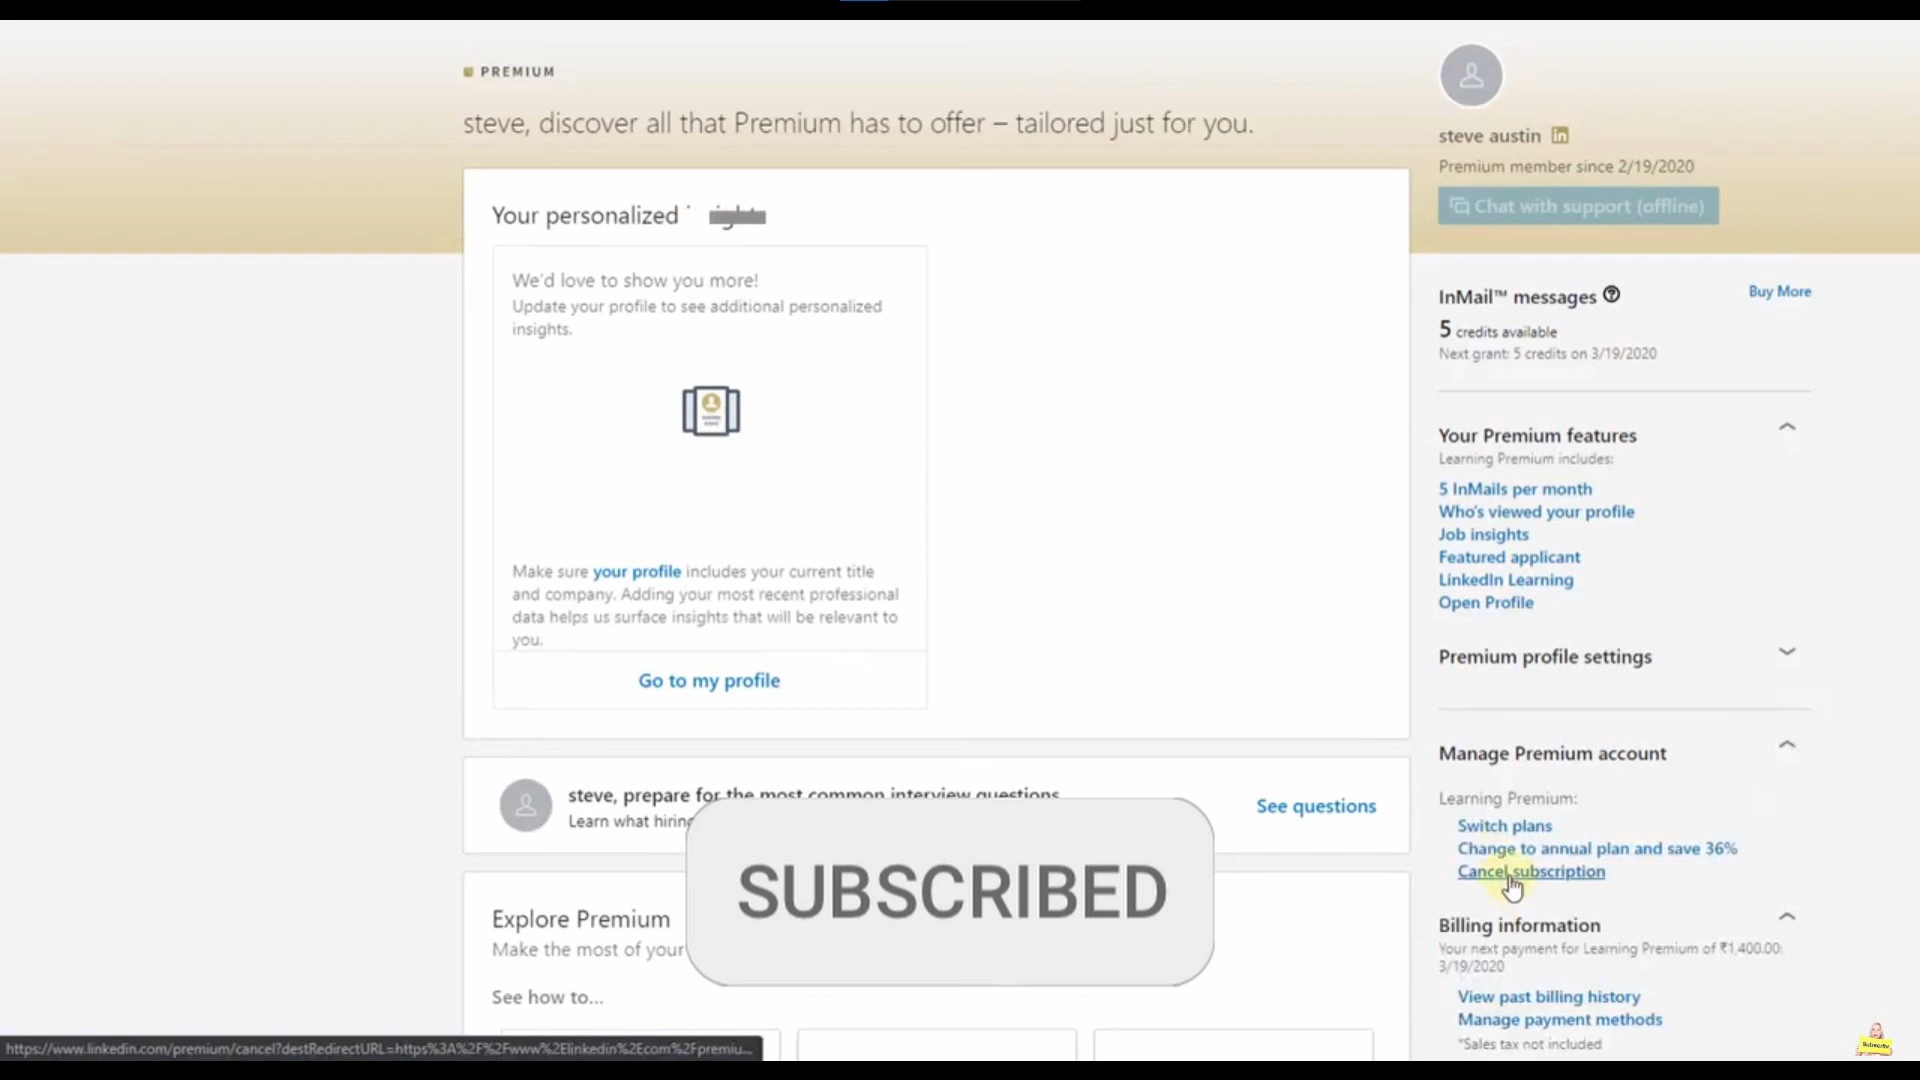 PREMIUM
steve, discover all that Premium has to offer – tailored just for you.
steve austin
Premium member since 2/19/2020
Chat with support (offline)
Your personalized
We'd love to show you more!
Update your profile to see additional personalized
insights.
Make sure your profile includes your current title
and company. Adding your most recent professional
data helps us surface insights that will be relevant to
you.
Go to my profile
steve, prepare for the most common interview questions
Learn what hiring
See questions
Explore Premium
Make the most of your
See how to...
SUBSCRIBED
InMail™ messages
Buy More
5 credits available
Next grant: 5 credits on 3/19/2020
Your Premium features
Learning Premium includes:
5 InMails per month
Who's viewed your profile
Job insights
Featured applicant
LinkedIn Learning
Open Profile
Premium profile settings
Manage Premium account
Learning Premium:
Switch plans
Change to annual plan and save 36%
Cancel subscription
Billing information
Your next payment for Learning Premium of ₹1,400.00:
3/19/2020
View past billing history
Manage payment methods
*Sales tax not included
https://www.linkedin.com/premium/cancel?destRedirectURL=https%3A%2F%2Fwww%2Elinkedin%2Ecom%2Fpremiu...
Subscribe